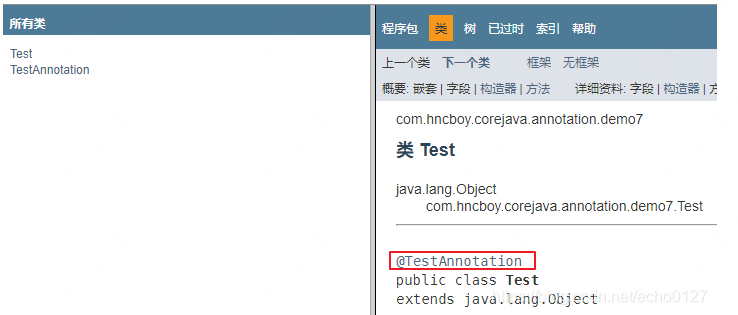 所有类
Test
TestAnnotation
程序包 类 树 已过时 索引 帮助
上一个类 下一个类 框架 无框架
概要: 嵌套 | 字段 | 构造器 | 方法 详细资料: 字段 | 构造器 |
com.hncboy.corejava.annotation.demo7
类 Test
java.lang.Object
com.hncboy.corejava.annotation.demo7.Test
@TestAnnotation
public class Test
extends java.lang.Object